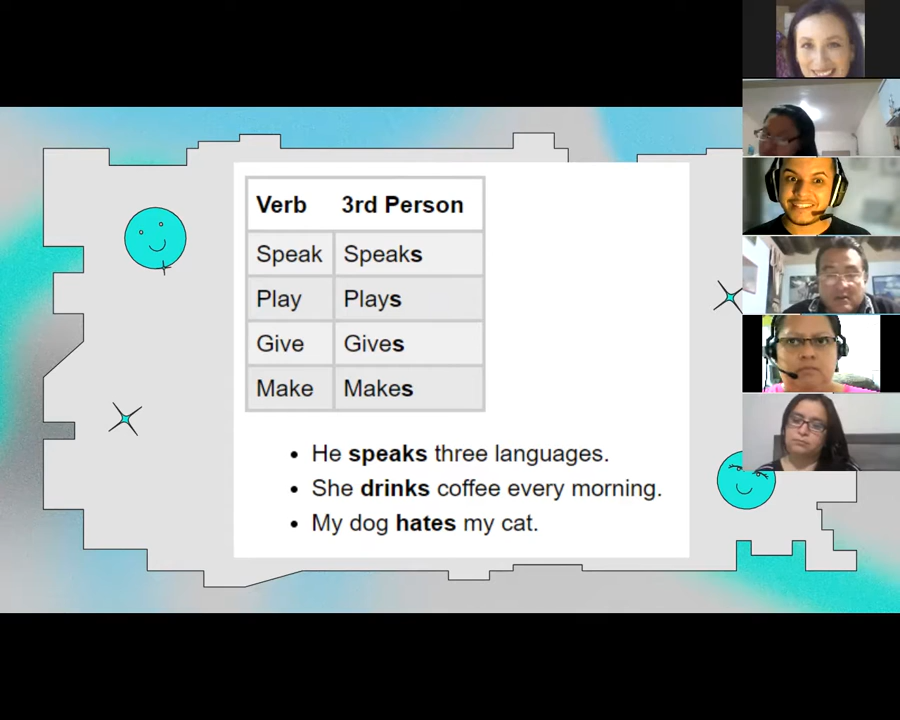 Verb 3rd Person
Speak Speaks
Play Plays
Give Gives
Make Makes
• He speaks three languages.
• She drinks coffee every morning.
• My dog hates my cat.